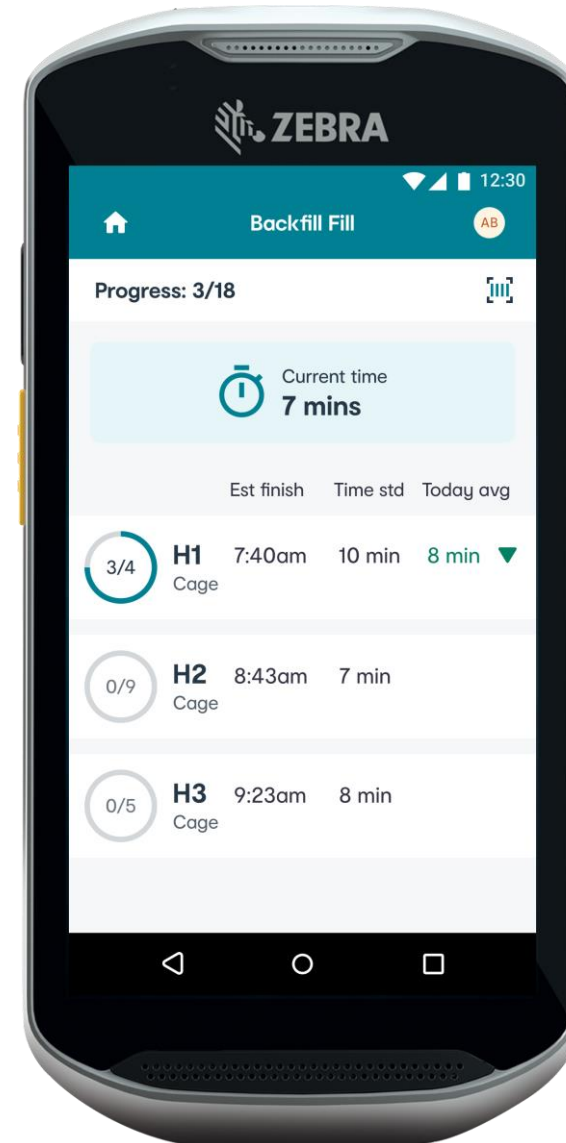 ZEBRA
12:30
Backfill Fill AB
Progress: 3/18
Current time
7 mins
Est finish Time std Today avg
3/4 H1 7:40am 10 min 8 min
Cage
0/9 H2 8:43am 7 min
Cage
0/5 H3 9:23am 8 min
Cage